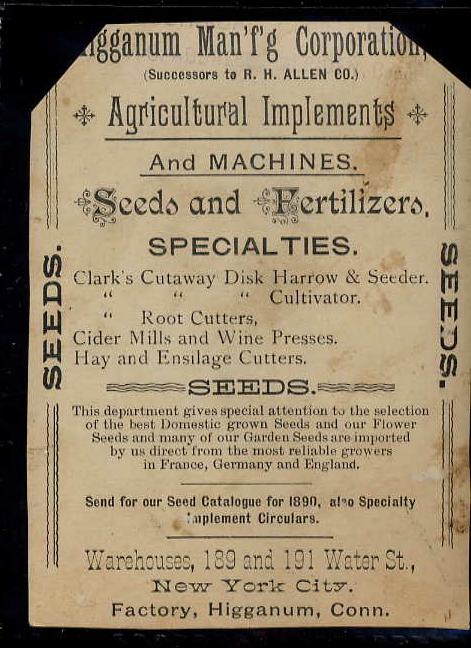 Higganum Man'f'g Corporation,
(Successors to R. H. ALLEN CO.)
Agricultural Implements
And MACHINES.
Seeds and Fertilizers,
SPECIALTIES.
Clark's Cutaway Disk Harrow & Seeder.
" " " Cultivator.
" Root Cutters,
Cider Mills and Wine Presses.
Hay and Ensilage Cutters.
SEEDS.
SEEDS.
SEEDS.
This department gives special attention to the selection
of the best Domestic grown Seeds and our Flower
Seeds and many of our Garden Seeds are imported
by us direct from the most reliable growers
in France, Germany and England.
Send for our Seed Catalogue for 1890, also Specialty
Implement Circulars.
Warehouses, 189 and 191 Water St.,
New York City.
Factory, Higganum, Conn.